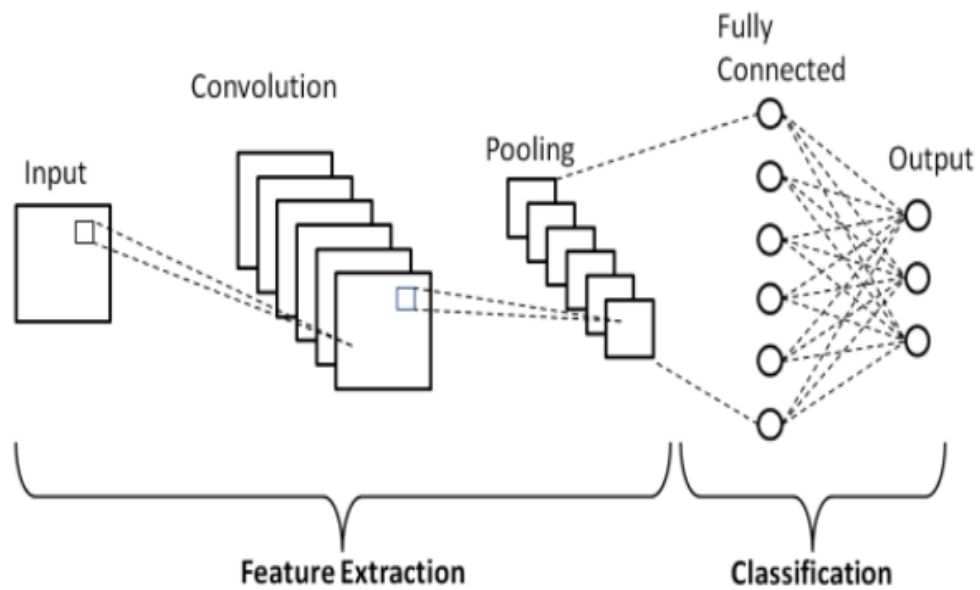 Fully
Connected
Convolution
Pooling
Output
Input
Feature Extraction
Classification